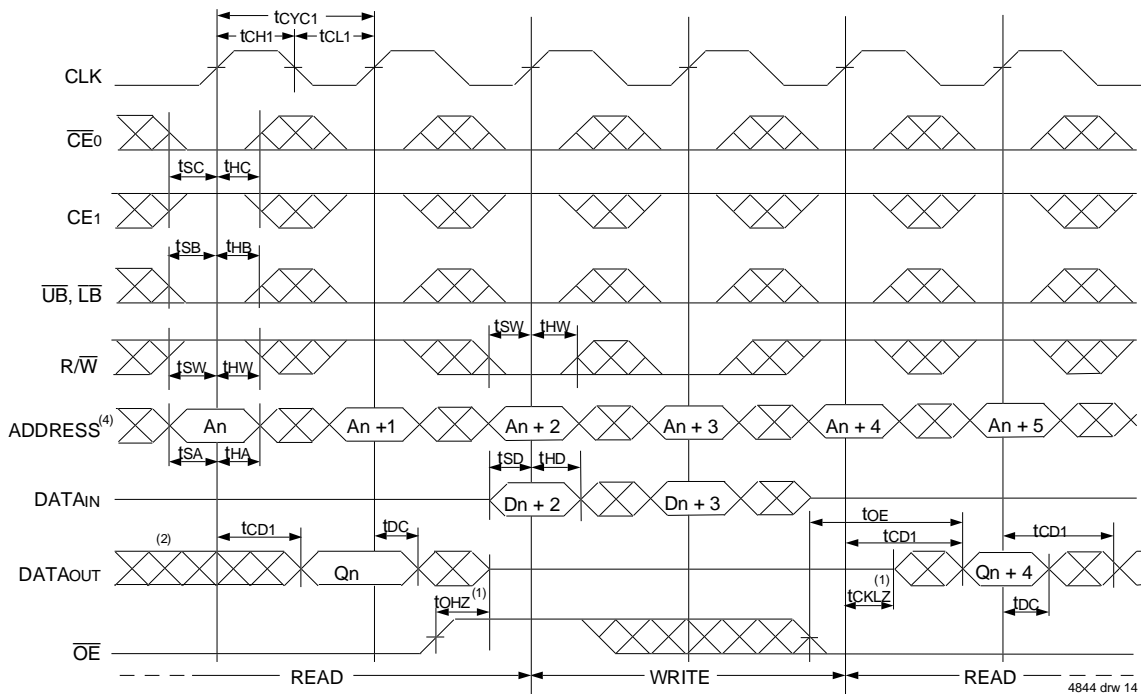 tCYC1
tCH1 tCL1
CLK
CE0
tSC tHC
CE1
tSB tHB
UB, LB
tSW tHW
R/W
tSW tHW
ADDRESS(4) An An +1 An + 2 An + 3 An + 4 An + 5
tSA tHA tSD tHD
DATAIN Dn + 2 Dn + 3
tOE
tCD1 tDC tCD1 tCD1
(2)
DATAOUT Qn Qn + 4
tOHZ(1) tCKLZ(1) tDC
OE
READ WRITE READ
4844 drw 14